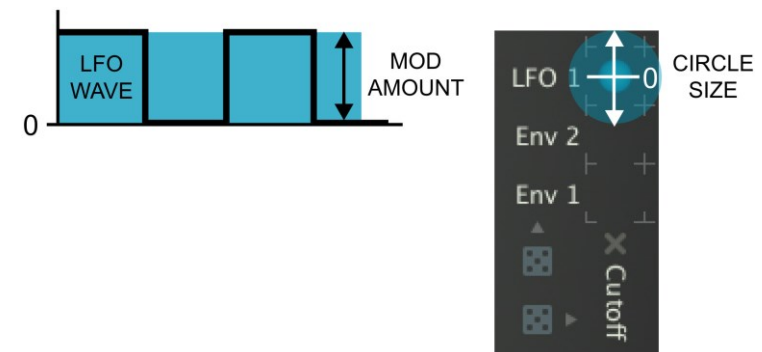 LFO
WAVE
MOD
AMOUNT
0
LFO 1
0
CIRCLE
SIZE
Env 2
Env 1
Cutoff